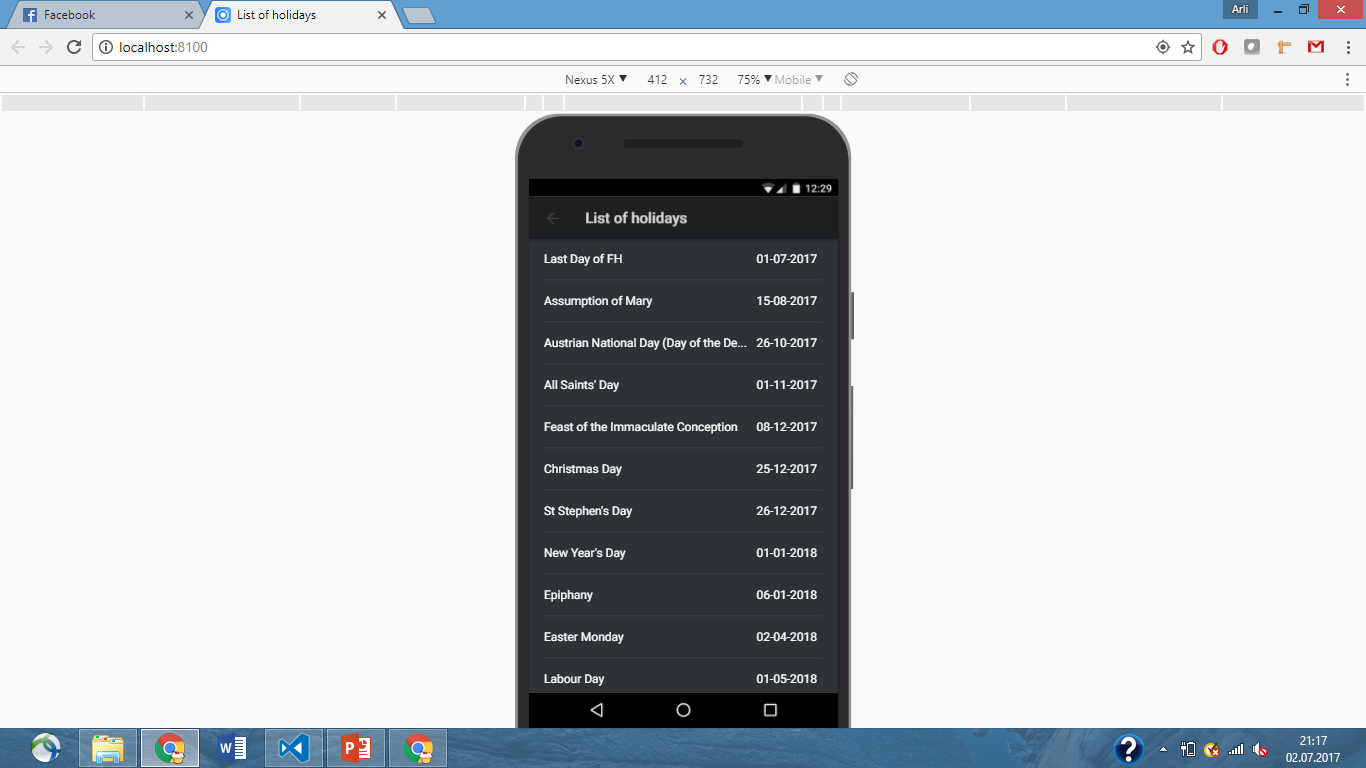 Facebook
List of holidays
Arli
localhost:8100
Nexus 5X ▼ 412 × 732 75% ▼ Mobile ▼
12:29
List of holidays
Last Day of FH 01-07-2017
Assumption of Mary 15-08-2017
Austrian National Day (Day of the De... 26-10-2017
All Saints' Day 01-11-2017
Feast of the Immaculate Conception 08-12-2017
Christmas Day 25-12-2017
St Stephen's Day 26-12-2017
New Year's Day 01-01-2018
Epiphany 06-01-2018
Easter Monday 02-04-2018
Labour Day 01-05-2018
21:17
02.07.2017